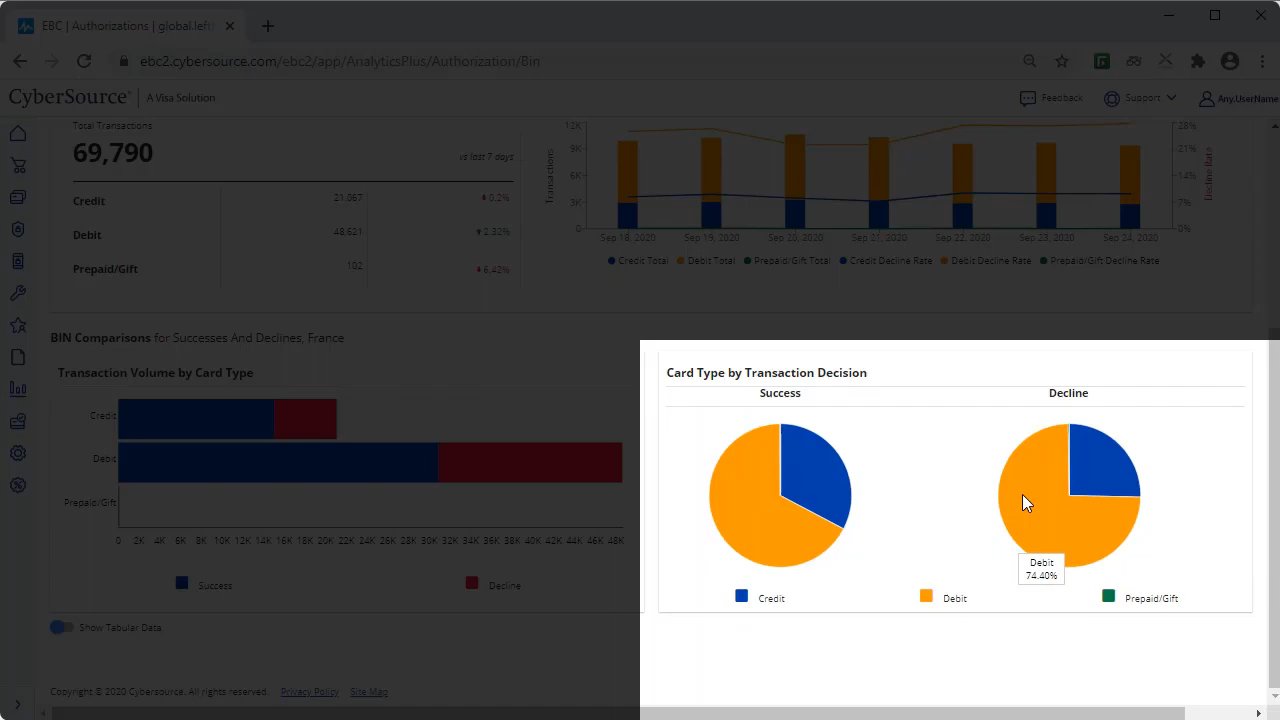 EBC | Authorizations | global.left
ebc2.cybersource.com/ebc2/app/AnalyticsPlus/Authorization/Bin
CyberSource® A Visa Solution Feedback Support Any.UserName
Total Transactions
69,790 vs last 7 days
Credit 21,067 0.2%
Debit 48,621 2.32%
Prepaid/Gift 102 6.42%
Transactions
12K
9K
6K
3K
0
28%
21%
14%
7%
0%
Decline Rate
Sep 18, 2020 Sep 19, 2020 Sep 20, 2020 Sep 21, 2020 Sep 22, 2020 Sep 23, 2020 Sep 24, 2020
Credit Total Debit Total Prepaid/Gift Total Credit Decline Rate Debit Decline Rate Prepaid/Gift Decline Rate
BIN Comparisons for Successes And Declines, France
Transaction Volume by Card Type
Credit
Debit
Prepaid/Gift
0 2K 4K 6K 8K 10K 12K 14K 16K 18K 20K 22K 24K 26K 28K 30K 32K 34K 36K 38K 40K 42K 44K 46K 48K
Success Decline
Card Type by Transaction Decision
Success Decline
Debit
74.40%
Credit Debit Prepaid/Gift
Show Tabular Data
Copyright © 2020 Cybersource. All rights reserved. Privacy Policy Site Map